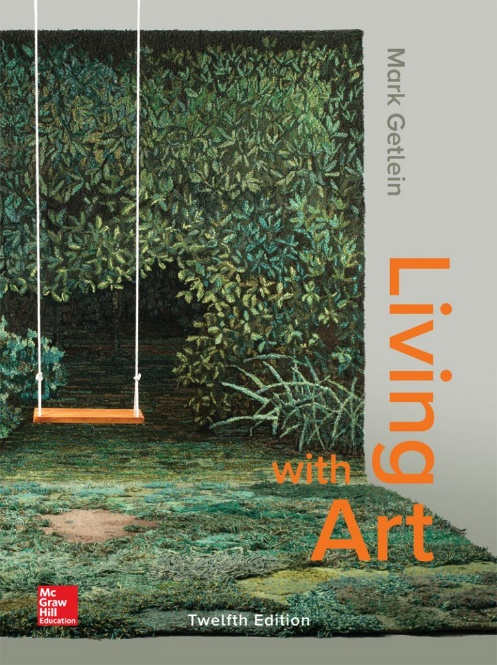 Mark Getlein
Living
with
Art
Mc
Graw
Hill
Education
Twelfth Edition